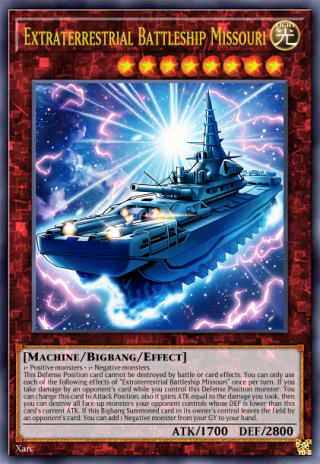 EXTRATERRESTRIAL BATTLESHIP MISSOURI
LIGHT
光
[MACHINE/BIGBANG/EFFECT]
1+ Positive monsters + 1+ Negative monsters
This Defense Position card cannot be destroyed by battle or card effects. You can only use
each of the following effects of "Extraterrestrial Battleship Missouri" once per turn. If you
take damage by an opponent's card while you control this Defense Position monster: You
can change this card to Attack Position, also it gains ATK equal to the damage you took, then
you can destroy all face-up monsters your opponent controls whose DEF is lower than this
card's current ATK. If this Bigbang Summoned card in its owner's control leaves the field by
an opponent's card: You can add 1 Negative monster from your GY to your hand.
ATK/1700 DEF/2800
Xarc